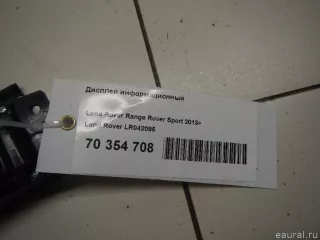 Дисплей информационный
Land Rover Range Rover Sport 2013>
Land Rover LR042096
70 354 708
eaural.ru